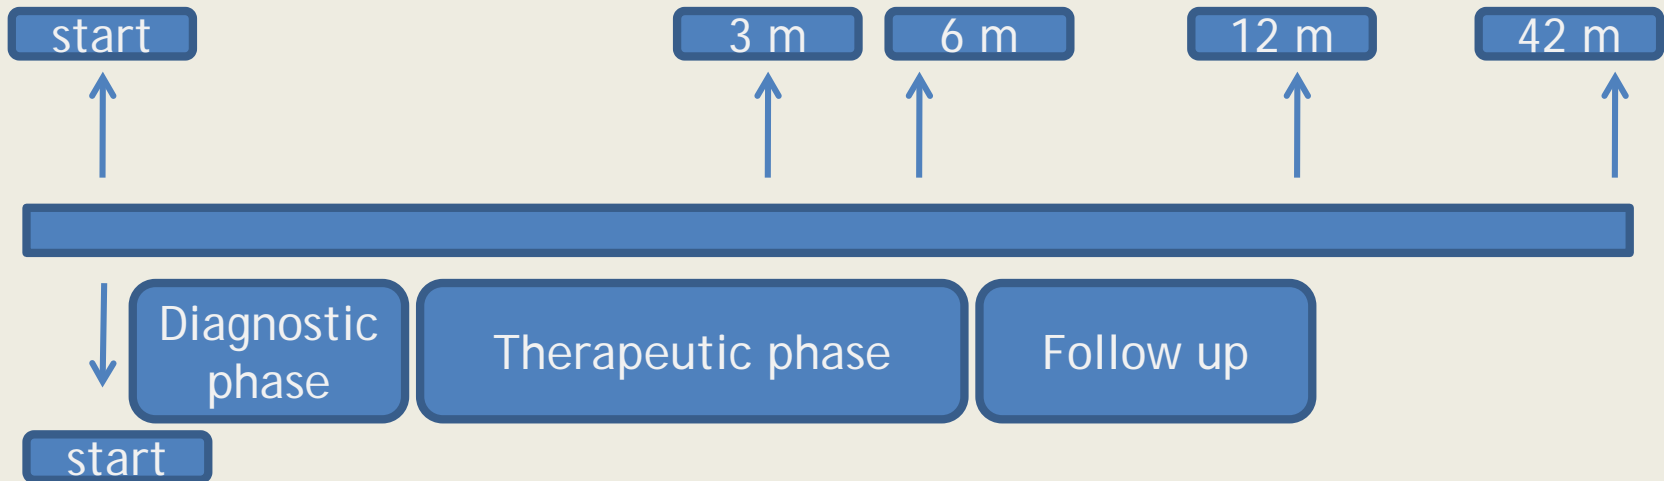 start
3 m
6 m
12 m
42 m
Diagnostic
phase
Therapeutic phase
Follow up
start